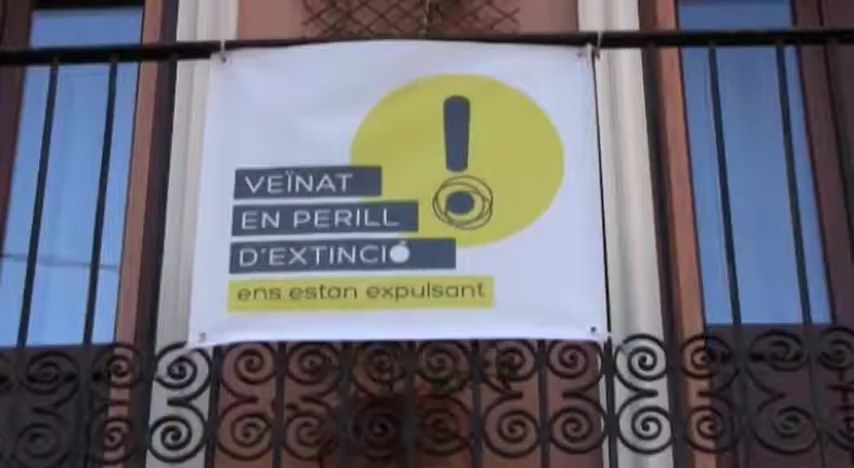 VEÏNAT
EN PERILL
D'EXTINCIÓ
ens estan expulsant